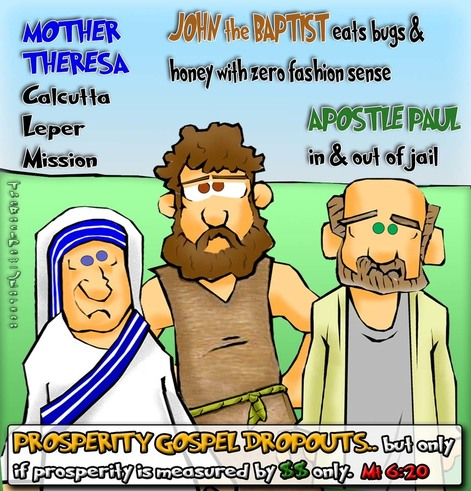 MOTHER
THERESA
Calcutta
Leper
Mission
JOHN the BAPTIST eats bugs &
honey with zero fashion sense
APOSTLE PAUL
in & out of jail
PROSPERITY GOSPEL DROPOUTS.. but only
if prosperity is measured by $$ only. Mt 6:20